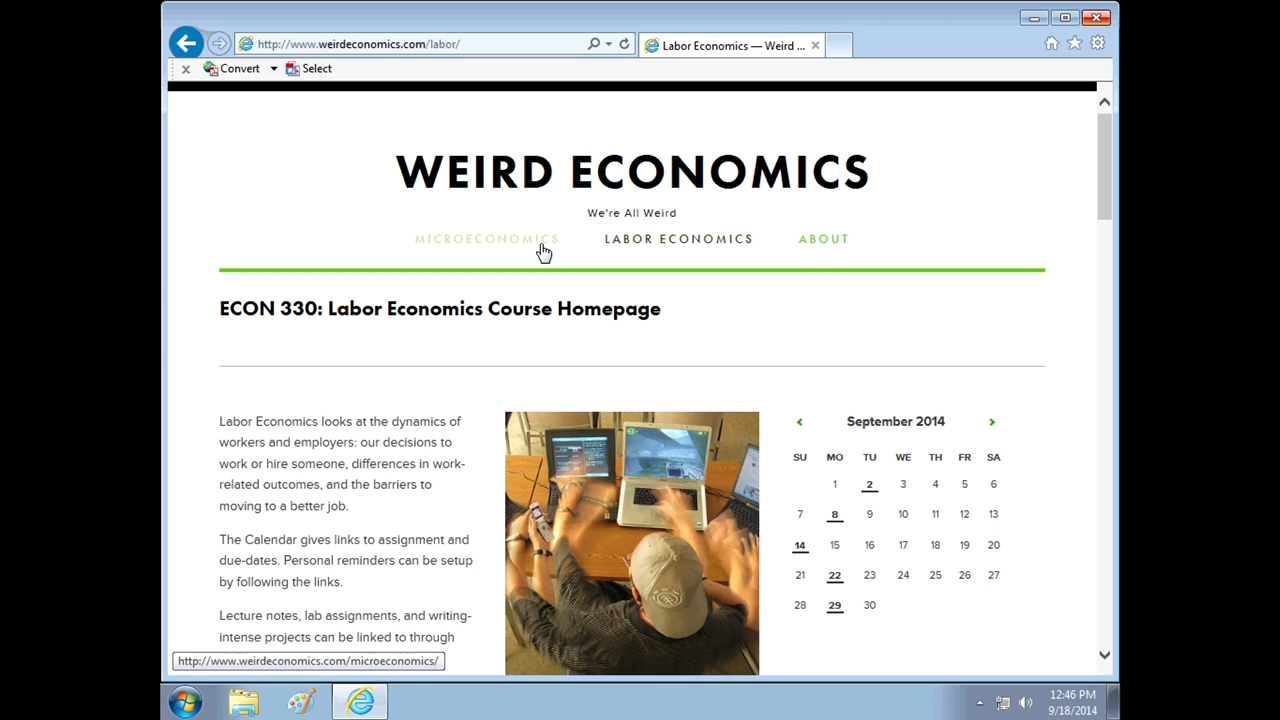 http://www.weirdeconomics.com/labor/
Labor Economics — Weird ...
Convert
Select
WEIRD ECONOMICS
We're All Weird
MICROECONOMICS LABOR ECONOMICS ABOUT
ECON 330: Labor Economics Course Homepage
Labor Economics looks at the dynamics of
workers and employers: our decisions to
work or hire someone, differences in work-
related outcomes, and the barriers to
moving to a better job.
The Calendar gives links to assignment and
due-dates. Personal reminders can be setup
by following the links.
Lecture notes, lab assignments, and writing-
intense projects can be linked to through
September 2014
SU MO TU WE TH FR SA
1 2 3 4 5 6
7 8 9 10 11 12 13
14 15 16 17 18 19 20
21 22 23 24 25 26 27
28 29 30
http://www.weirdeconomics.com/microeconomics/
12:46 PM
9/18/2014